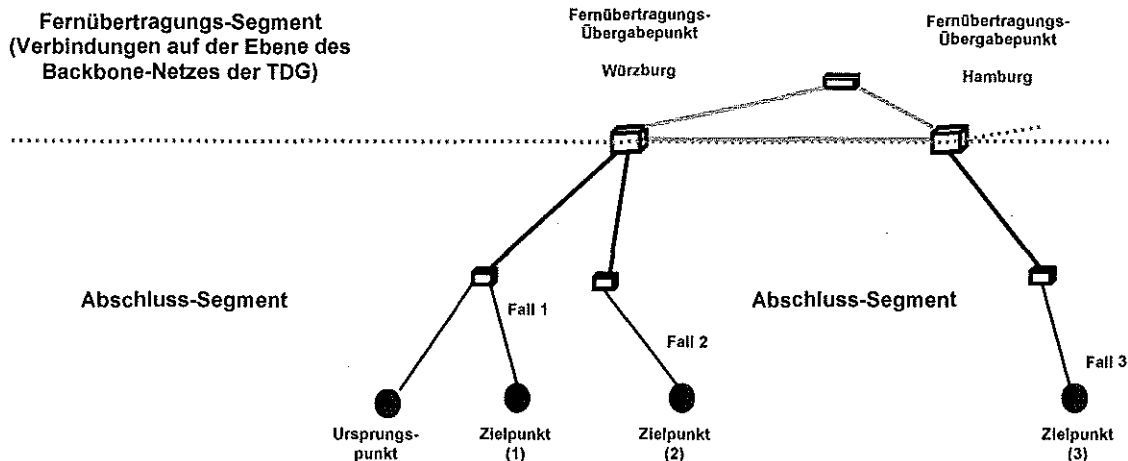 Fernübertragungs-Segment
(Verbindungen auf der Ebene des
Backbone-Netzes der TDG)
Fernübertragungs-
Übergabepunkt
Würzburg
Fernübertragungs-
Übergabepunkt
Hamburg
Abschluss-Segment
Abschluss-Segment
Fall 1
Fall 2
Fall 3
Ursprungs-
punkt
Zielpunkt
(1)
Zielpunkt
(2)
Zielpunkt
(3)